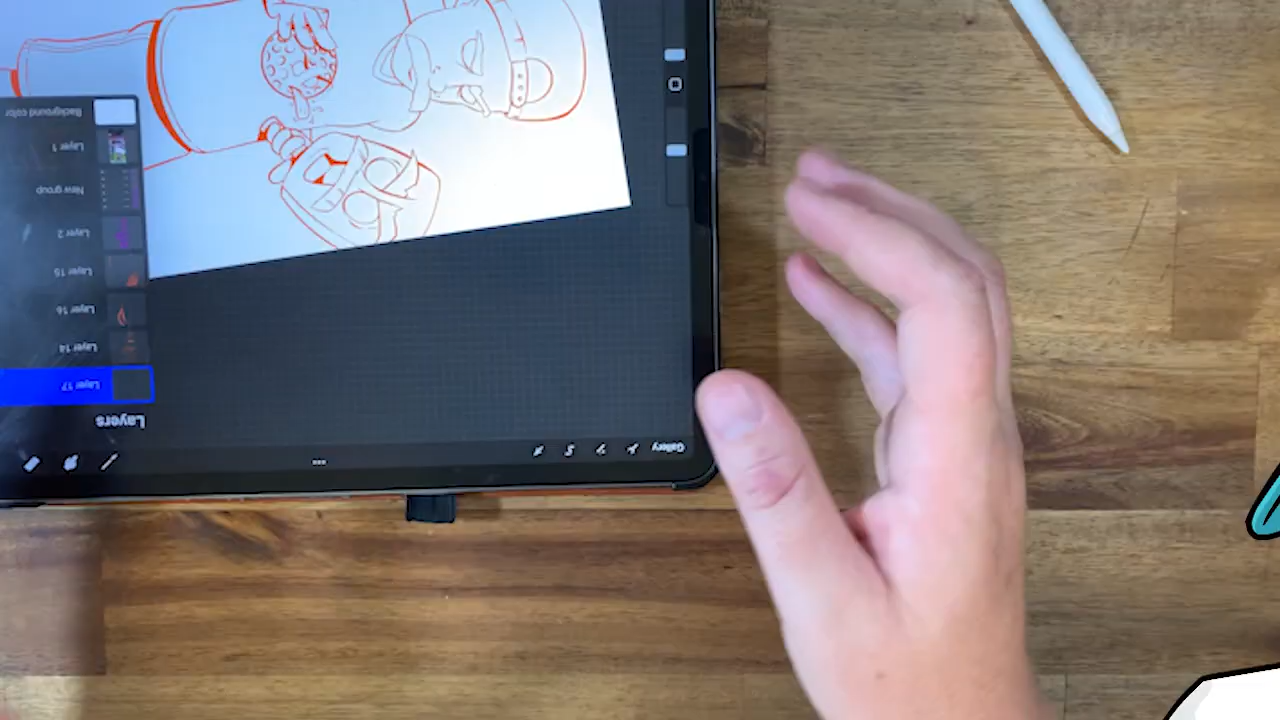 Gallery
Layers
Layer 17
Layer 14
Layer 16
Layer 15
Layer 2
New group
Layer 1
Background color